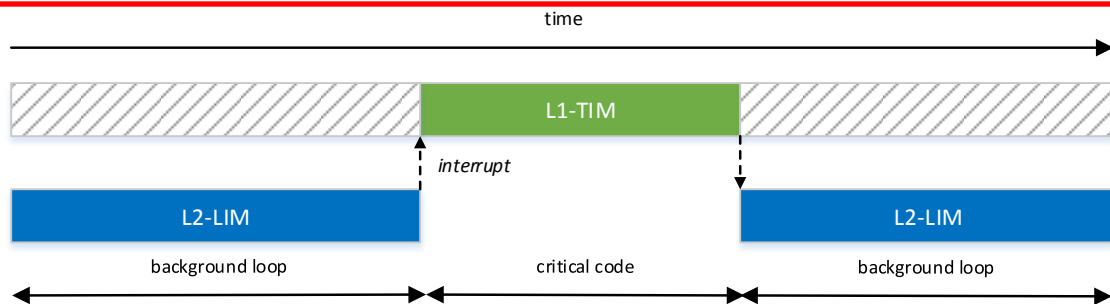 time
L1-TIM
interrupt
L2-LIM
L2-LIM
background loop
critical code
background loop